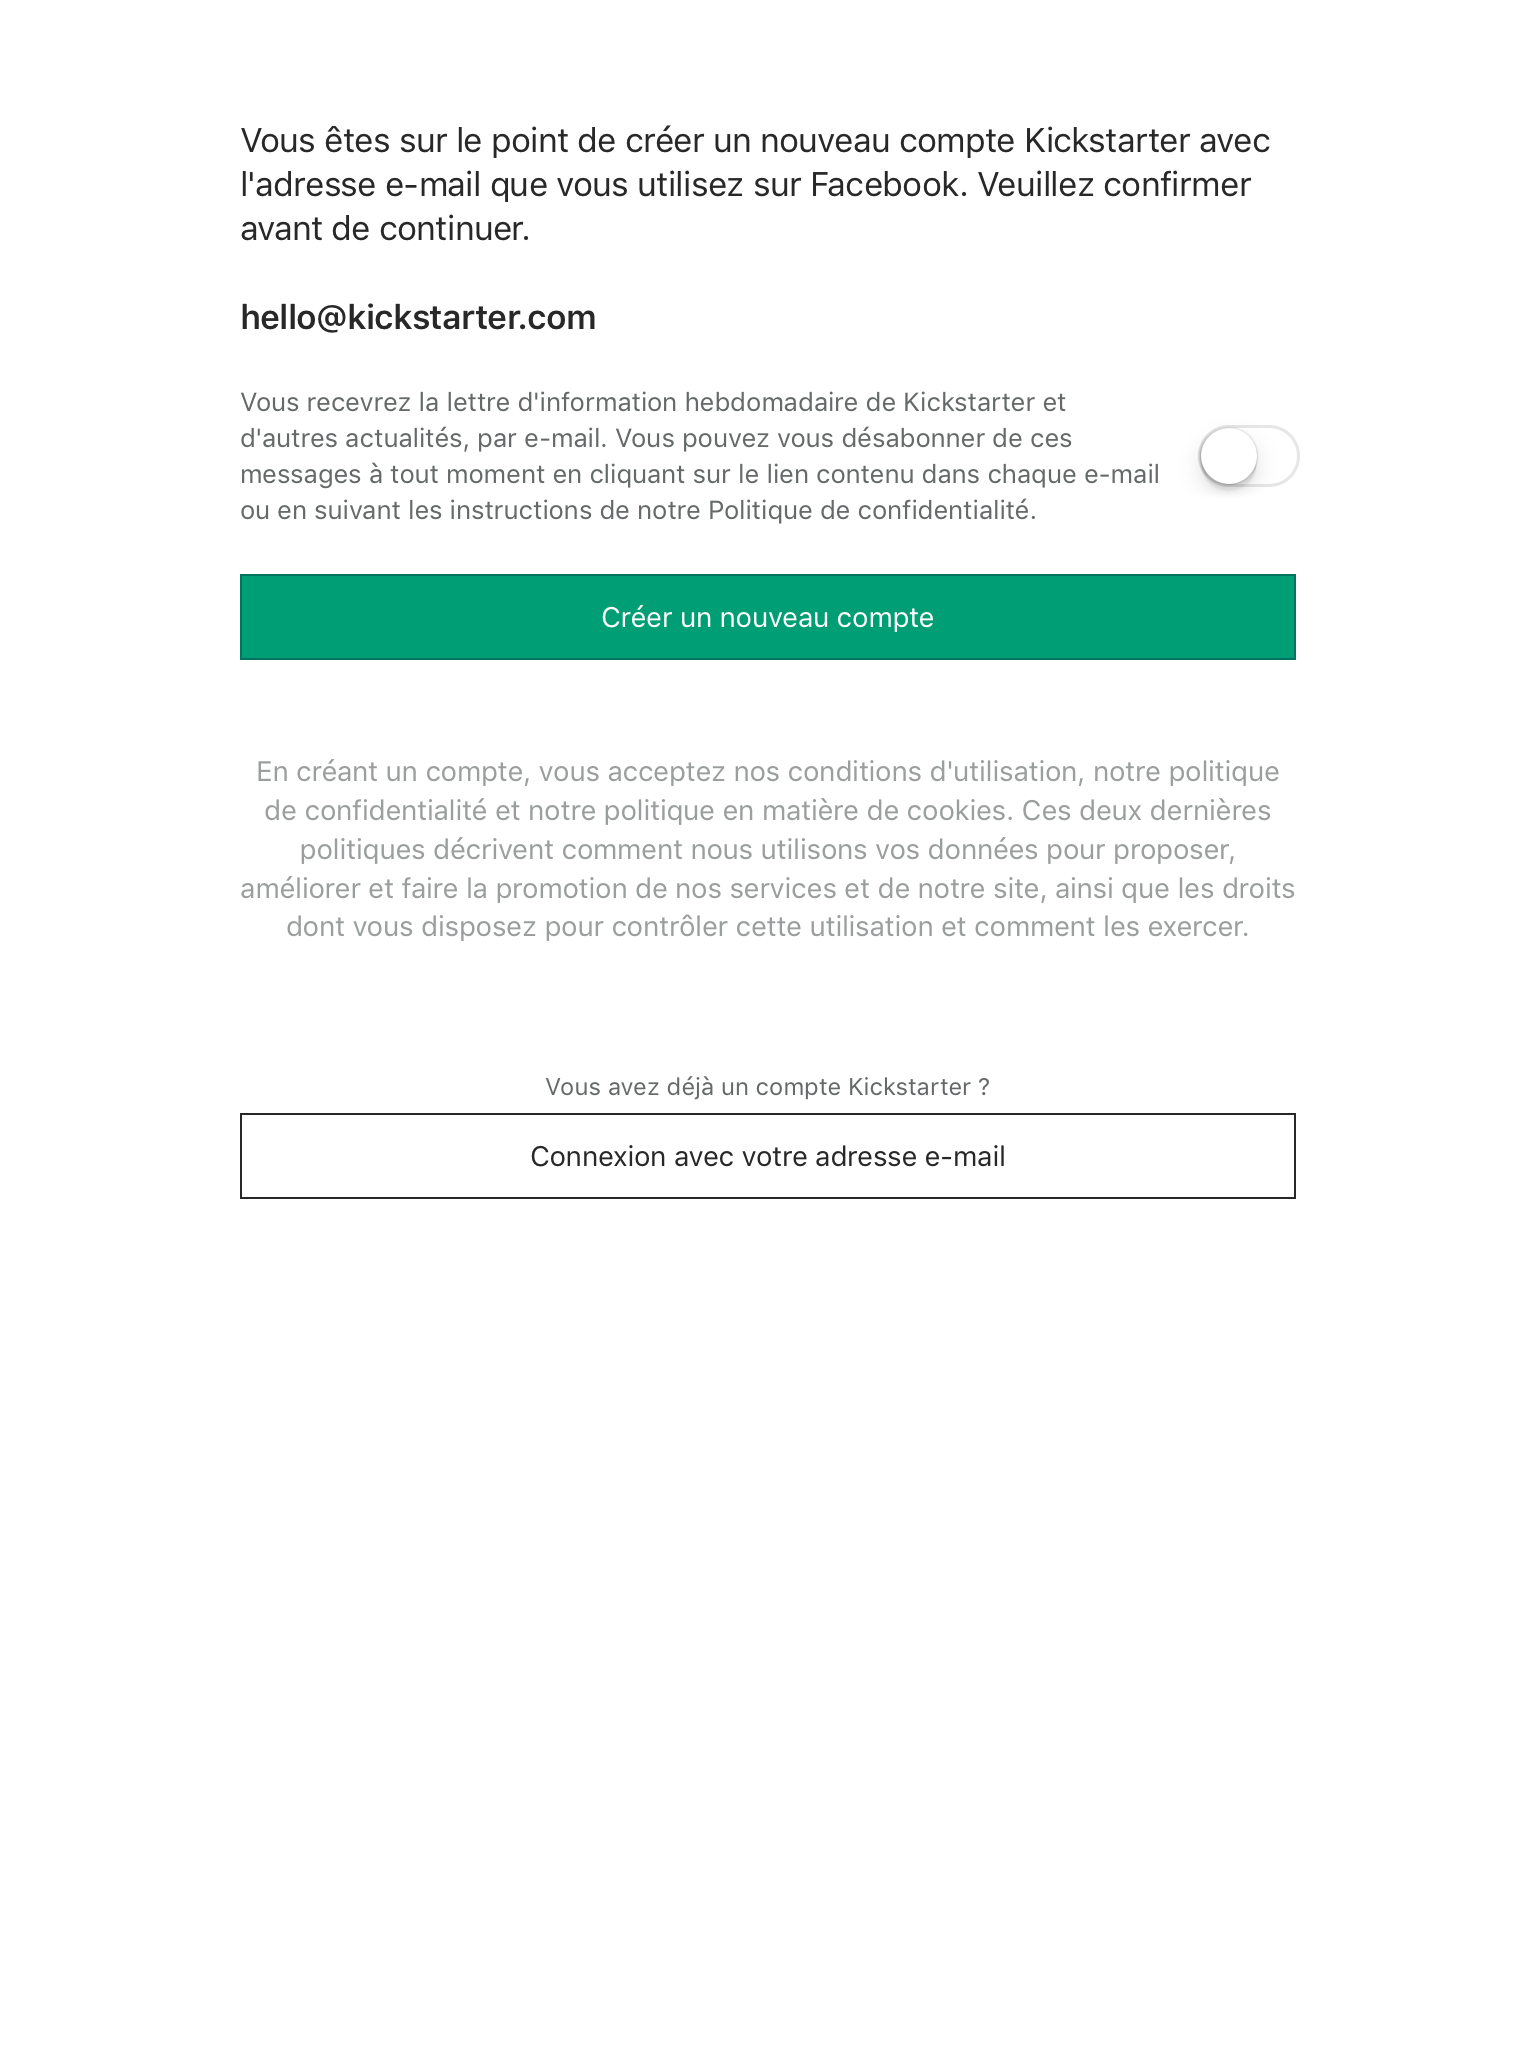 Vous êtes sur le point de créer un nouveau compte Kickstarter avec
l'adresse e-mail que vous utilisez sur Facebook. Veuillez confirmer
avant de continuer.
hello@kickstarter.com
Vous recevrez la lettre d'information hebdomadaire de Kickstarter et
d'autres actualités, par e-mail. Vous pouvez vous désabonner de ces
messages à tout moment en cliquant sur le lien contenu dans chaque e-mail
ou en suivant les instructions de notre Politique de confidentialité.
Créer un nouveau compte
En créant un compte, vous acceptez nos conditions d'utilisation, notre politique
de confidentialité et notre politique en matière de cookies. Ces deux dernières
politiques décrivent comment nous utilisons vos données pour proposer,
améliorer et faire la promotion de nos services et de notre site, ainsi que les droits
dont vous disposez pour contrôler cette utilisation et comment les exercer.
Vous avez déjà un compte Kickstarter ?
Connexion avec votre adresse e-mail